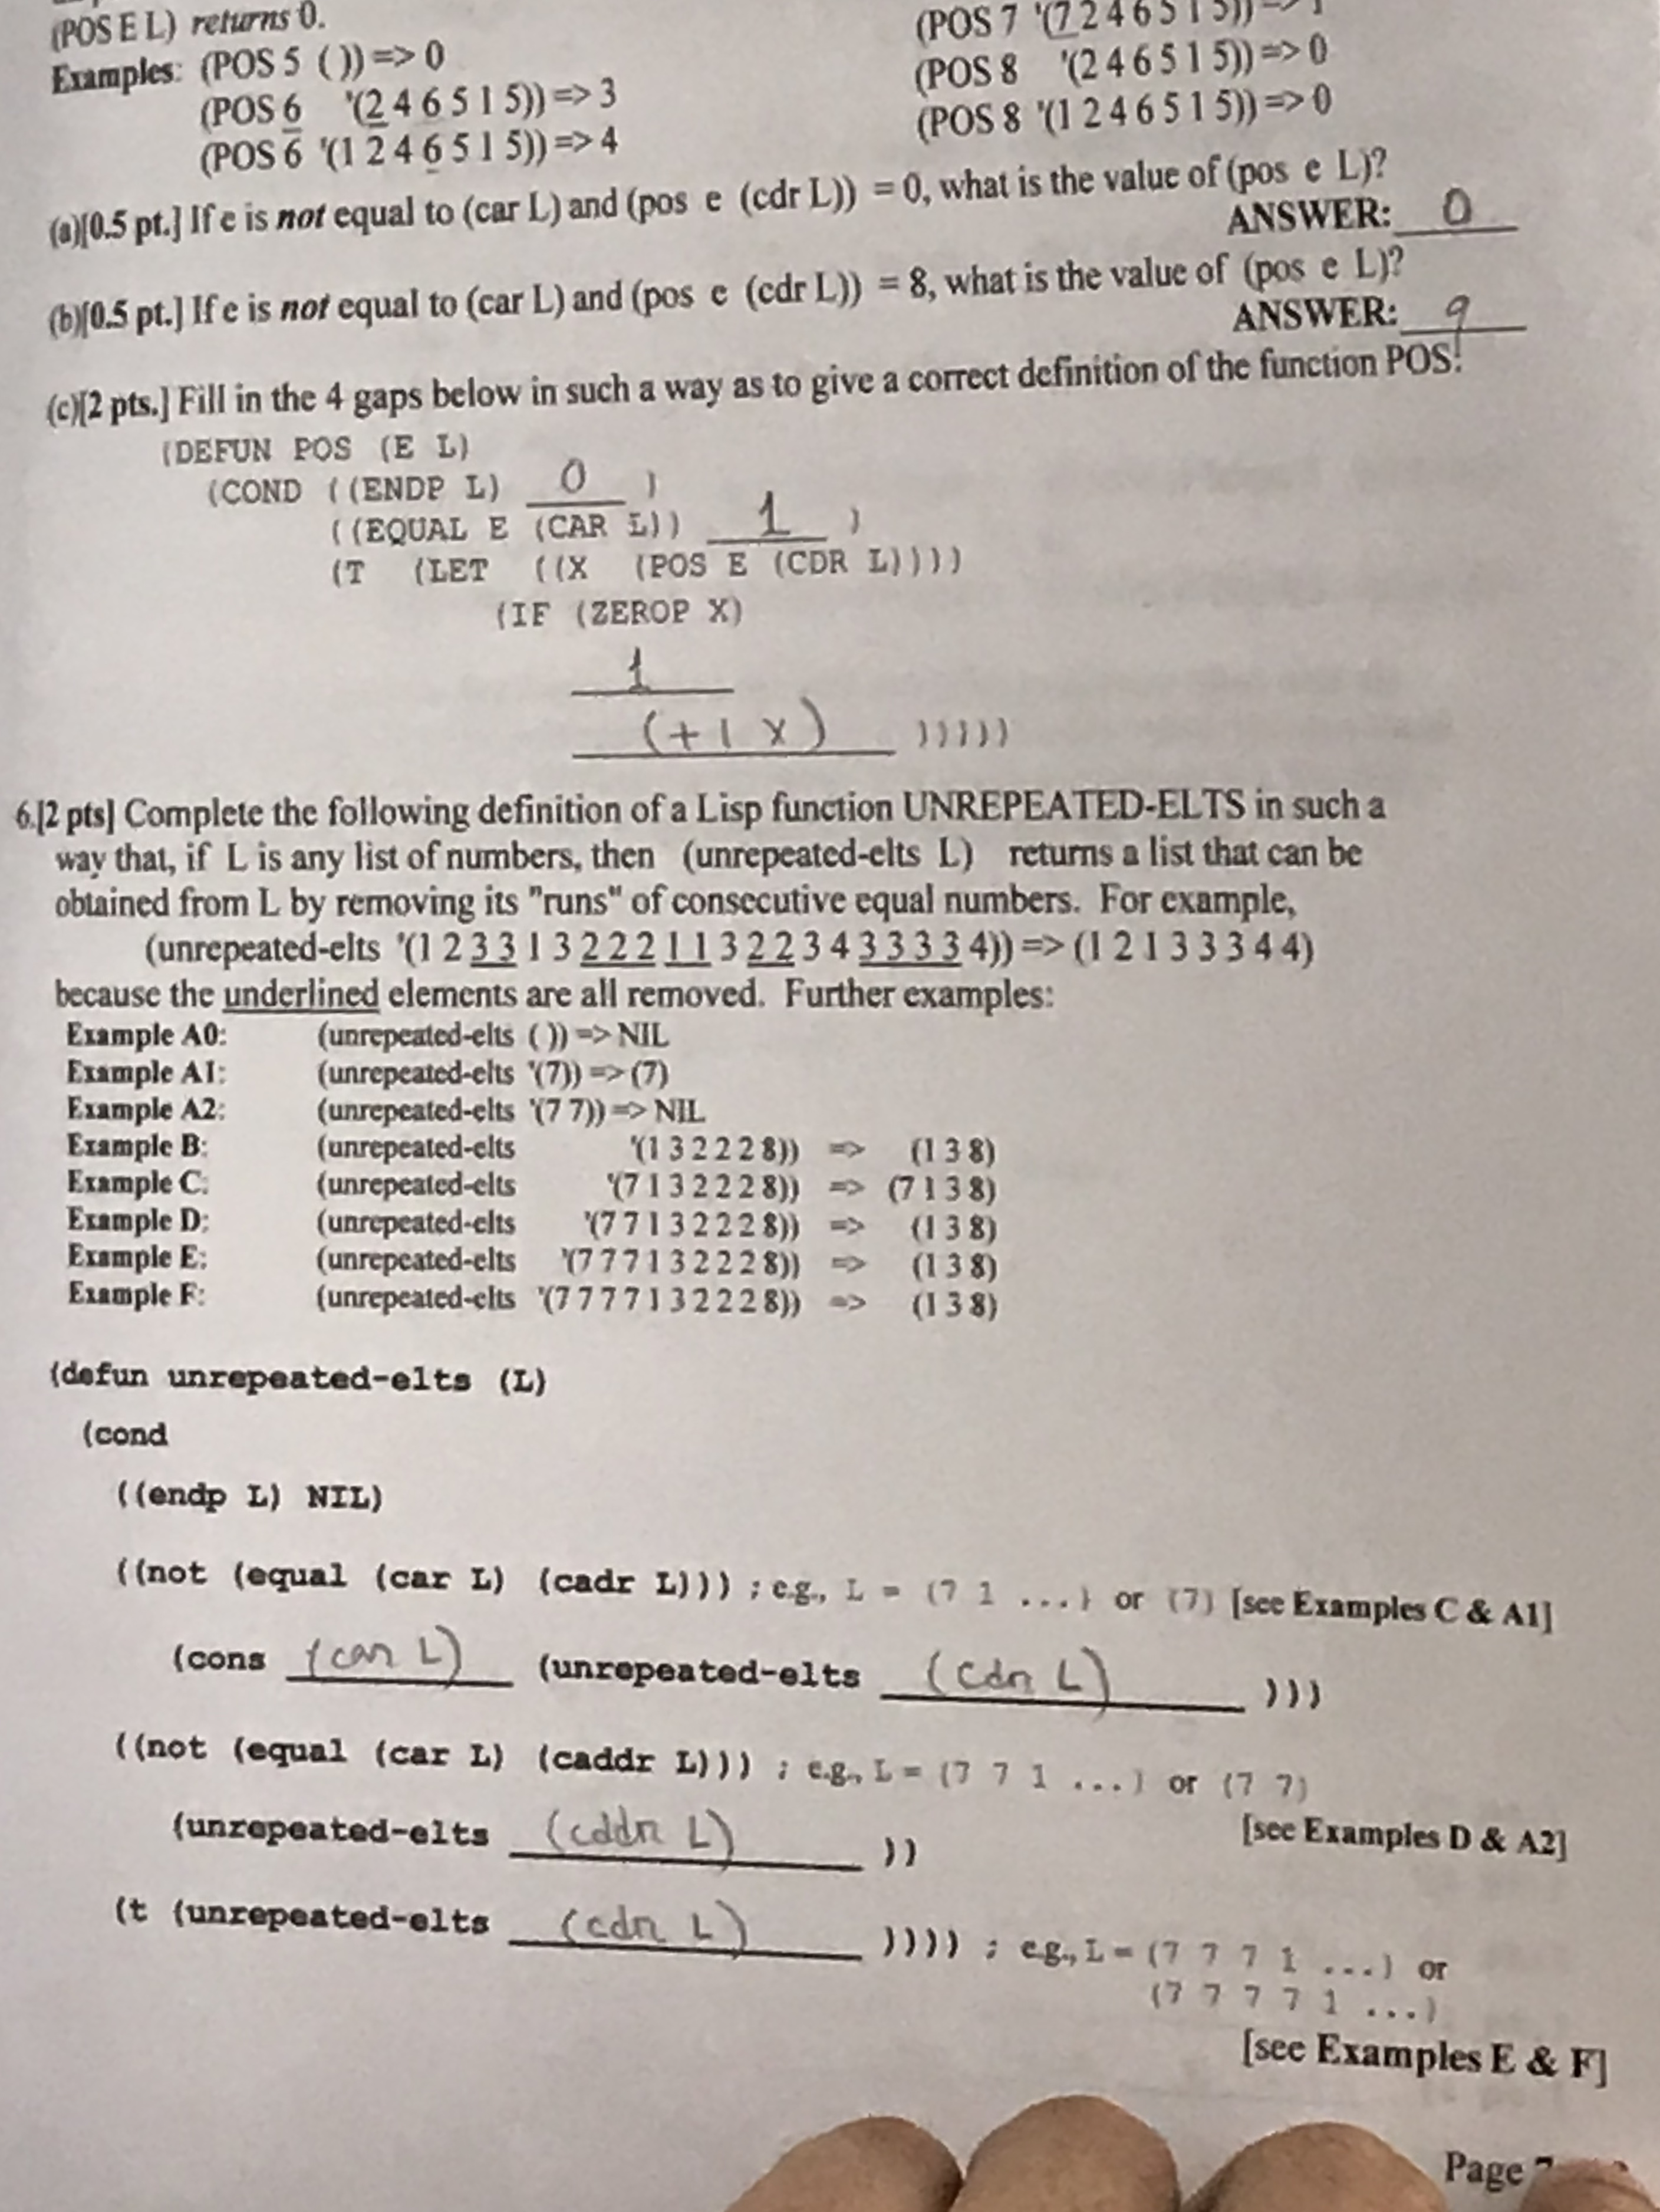 (POS E L) returns 0.
(POS 7 '(7 2 4 6 5 1 5)) => 1
Examples: (POS 5 ( )) => 0
(POS 8 '(2 4 6 5 1 5)) => 0
(POS 6 '(2 4 6 5 1 5)) => 3
(POS 8 '(1 2 4 6 5 1 5)) => 0
(POS 6 '(1 2 4 6 5 1 5)) => 4
(a)[0.5 pt.] If e is not equal to (car L) and (pos e (cdr L)) = 0, what is the value of (pos e L)?
ANSWER: 0
(b)[0.5 pt.] If e is not equal to (car L) and (pos e (cdr L)) = 8, what is the value of (pos e L)?
ANSWER: 9
(c)[2 pts.] Fill in the 4 gaps below in such a way as to give a correct definition of the function POS:
(DEFUN POS (E L)
(COND ((ENDP L) 0 )
((EQUAL E (CAR L)) 1 )
(T (LET ((X (POS E (CDR L))))
(IF (ZEROP X)
1
(+ 1 X) )))))
6.[2 pts] Complete the following definition of a Lisp function UNREPEATED-ELTS in such a
way that, if L is any list of numbers, then (unrepeated-elts L) returns a list that can be
obtained from L by removing its "runs" of consecutive equal numbers. For example,
(unrepeated-elts '(1 2 3 3 1 3 2 2 2 1 1 3 2 2 3 4 3 3 3 3 4)) => (1 2 1 3 3 3 4 4)
because the underlined elements are all removed. Further examples:
Example A0: (unrepeated-elts ( )) => NIL
Example A1: (unrepeated-elts '(7)) => (7)
Example A2: (unrepeated-elts '(7 7)) => NIL
Example B: (unrepeated-elts '(1 3 2 2 2 8)) => (1 3 8)
Example C: (unrepeated-elts '(7 1 3 2 2 2 8)) => (7 1 3 8)
Example D: (unrepeated-elts '(7 7 1 3 2 2 2 8)) => (1 3 8)
Example E: (unrepeated-elts '(7 7 7 1 3 2 2 2 8)) => (1 3 8)
Example F: (unrepeated-elts '(7 7 7 7 1 3 2 2 2 8)) => (1 3 8)
(defun unrepeated-elts (L)
(cond
((endp L) NIL)
((not (equal (car L) (cadr L))) ; e.g., L = (7 1 ...) or (7) [see Examples C & A1]
(cons (car L) (unrepeated-elts (cdr L) )))
((not (equal (car L) (caddr L))) ; e.g., L = (7 7 1 ...) or (7 7)
(unrepeated-elts (cddr L) ))
[see Examples D & A2]
(t (unrepeated-elts (cdr L) )))) ; e.g., L = (7 7 7 1 ...) or
(7 7 7 7 1 ...)
[see Examples E & F]
Page